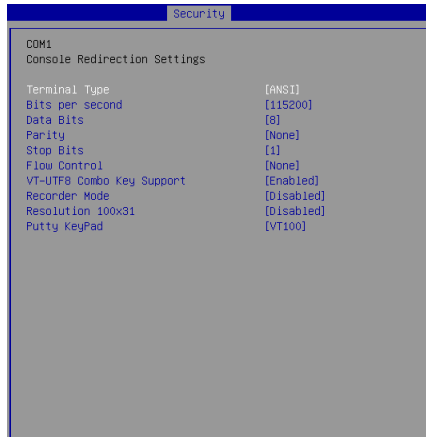 Security
COM1
Console Redirection Settings
Terminal Type [ANSI]
Bits per second [115200]
Data Bits [8]
Parity [None]
Stop Bits [1]
Flow Control [None]
VT-UTF8 Combo Key Support [Enabled]
Recorder Mode [Disabled]
Resolution 100x31 [Disabled]
Putty KeyPad [VT100]